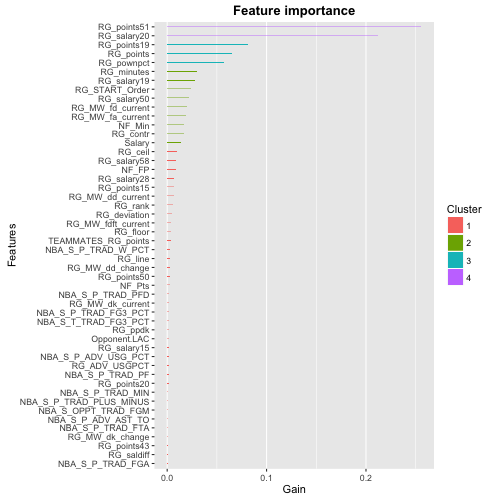 Feature importance
RG_points51
RG_salary20
RG_points19
RG_points
RG_pownpct
RG_minutes
RG_salary19
RG_START_Order
RG_salary50
RG_MW_fd_current
RG_MW_fa_current
NF_Min
RG_contr
Salary
RG_ceil
RG_salary58
NF_FP
RG_salary28
RG_points15
RG_MW_dd_current
RG_rank
RG_deviation
RG_MW_fdft_current
RG_floor
TEAMMATES_RG_points
NBA_S_P_TRAD_W_PCT
RG_line
RG_MW_dd_change
RG_points50
NF_Pts
NBA_S_P_TRAD_PFD
RG_MW_dk_current
NBA_S_P_TRAD_FG3_PCT
NBA_S_T_TRAD_FG3_PCT
RG_ppdk
Opponent.LAC
RG_salary15
NBA_S_P_ADV_USG_PCT
RG_ADV_USGPCT
NBA_S_P_TRAD_PF
RG_points20
NBA_S_P_TRAD_MIN
NBA_S_P_TRAD_PLUS_MINUS
NBA_S_OPPT_TRAD_FGM
NBA_S_P_ADV_AST_TO
NBA_S_P_TRAD_FTA
RG_MW_dk_change
RG_points43
RG_saldiff
NBA_S_P_TRAD_FGA
Features
0.0 0.1 0.2
Gain
Cluster
1
2
3
4